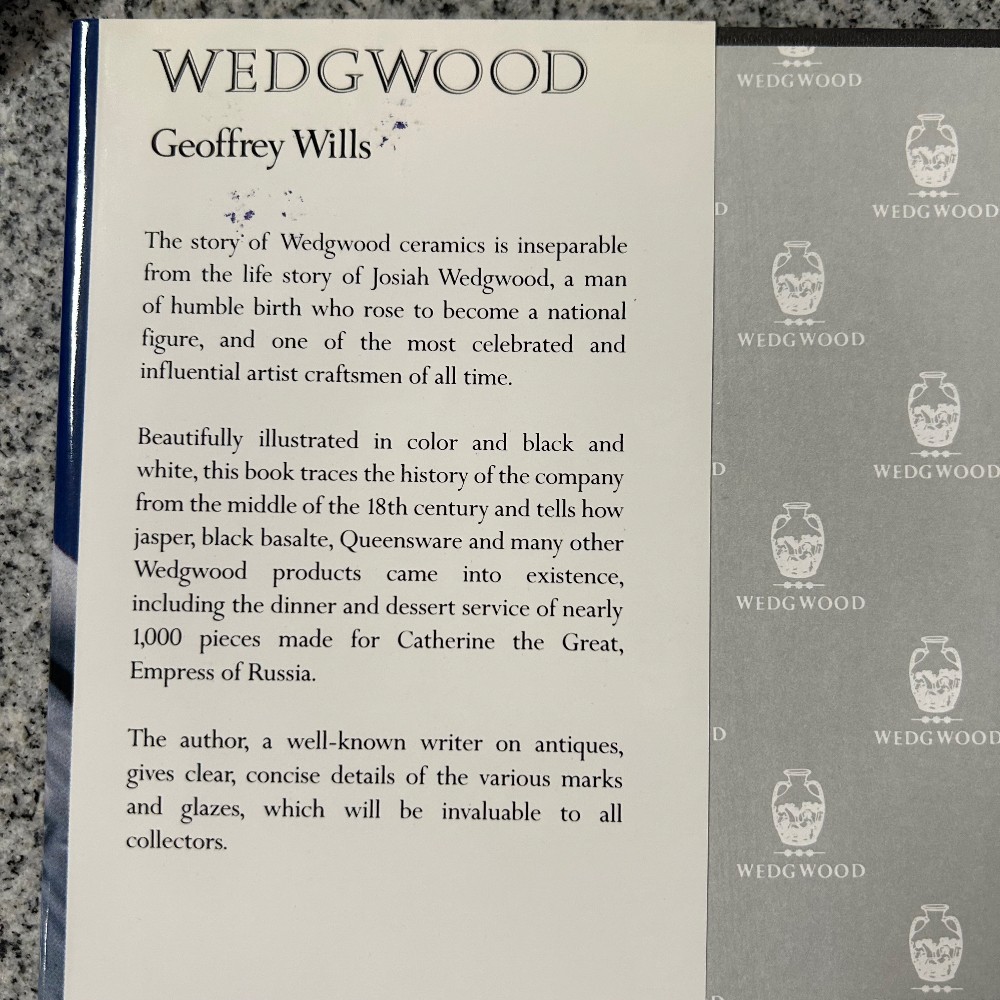 WEDGWOOD
Geoffrey Wills
The story of Wedgwood ceramics is inseparable
from the life story of Josiah Wedgwood, a man
of humble birth who rose to become a national
figure, and one of the most celebrated and
influential artist craftsmen of all time.
Beautifully illustrated in color and black and
white, this book traces the history of the company
from the middle of the 18th century and tells how
jasper, black basalte, Queensware and many other
Wedgwood products came into existence,
including the dinner and dessert service of nearly
1,000 pieces made for Catherine the Great,
Empress of Russia.
The author, a well-known writer on antiques,
gives clear, concise details of the various marks
and glazes, which will be invaluable to all
collectors.
WEDGWOOD
D
WEDGWOOD
WEDGWOOD
D
WEDGWOOD
WEDGWOOD
D
WEDGWOOD
WEDGWOOD
D